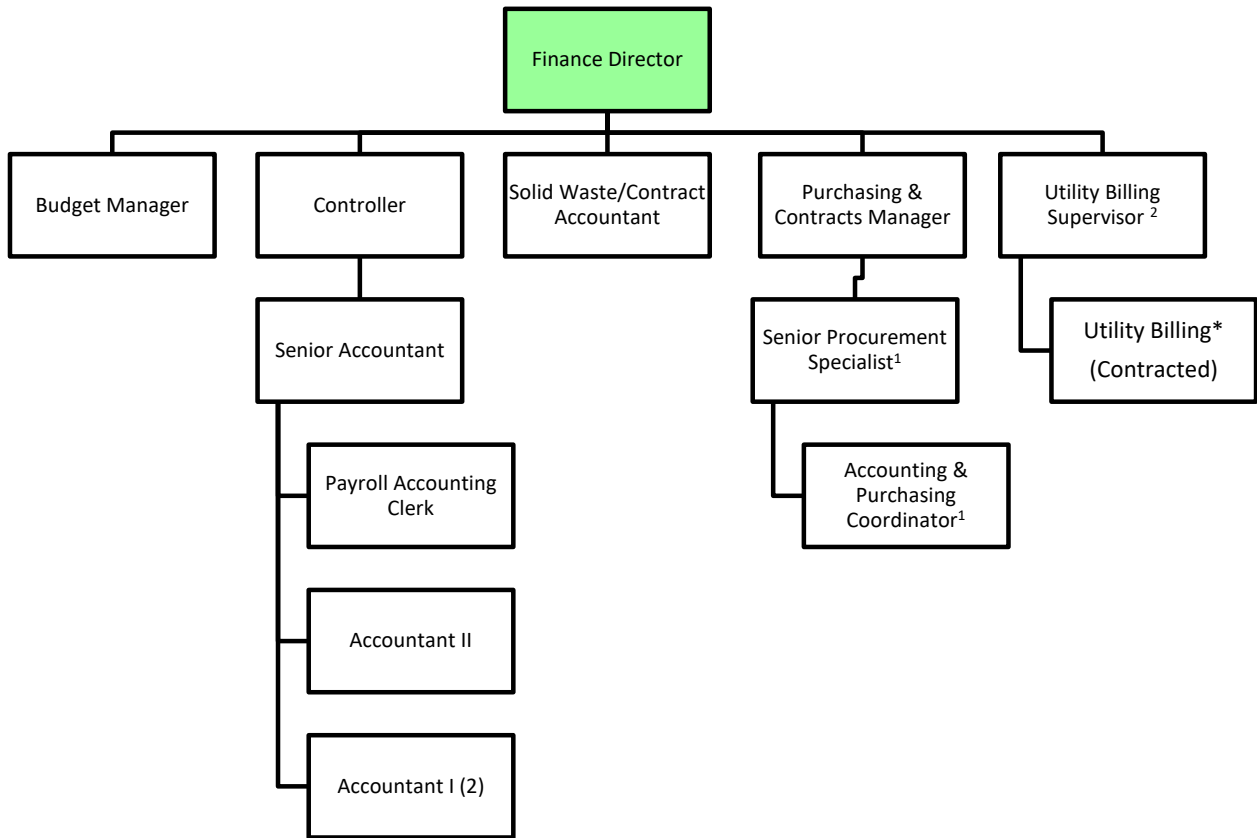 Finance Director
Budget Manager
Controller
Solid Waste/Contract
Accountant
Purchasing &
Contracts Manager
Utility Billing
Supervisor ²
Senior Accountant
Senior Procurement
Specialist¹
Utility Billing*
(Contracted)
Payroll Accounting
Clerk
Accounting &
Purchasing
Coordinator¹
Accountant II
Accountant I (2)